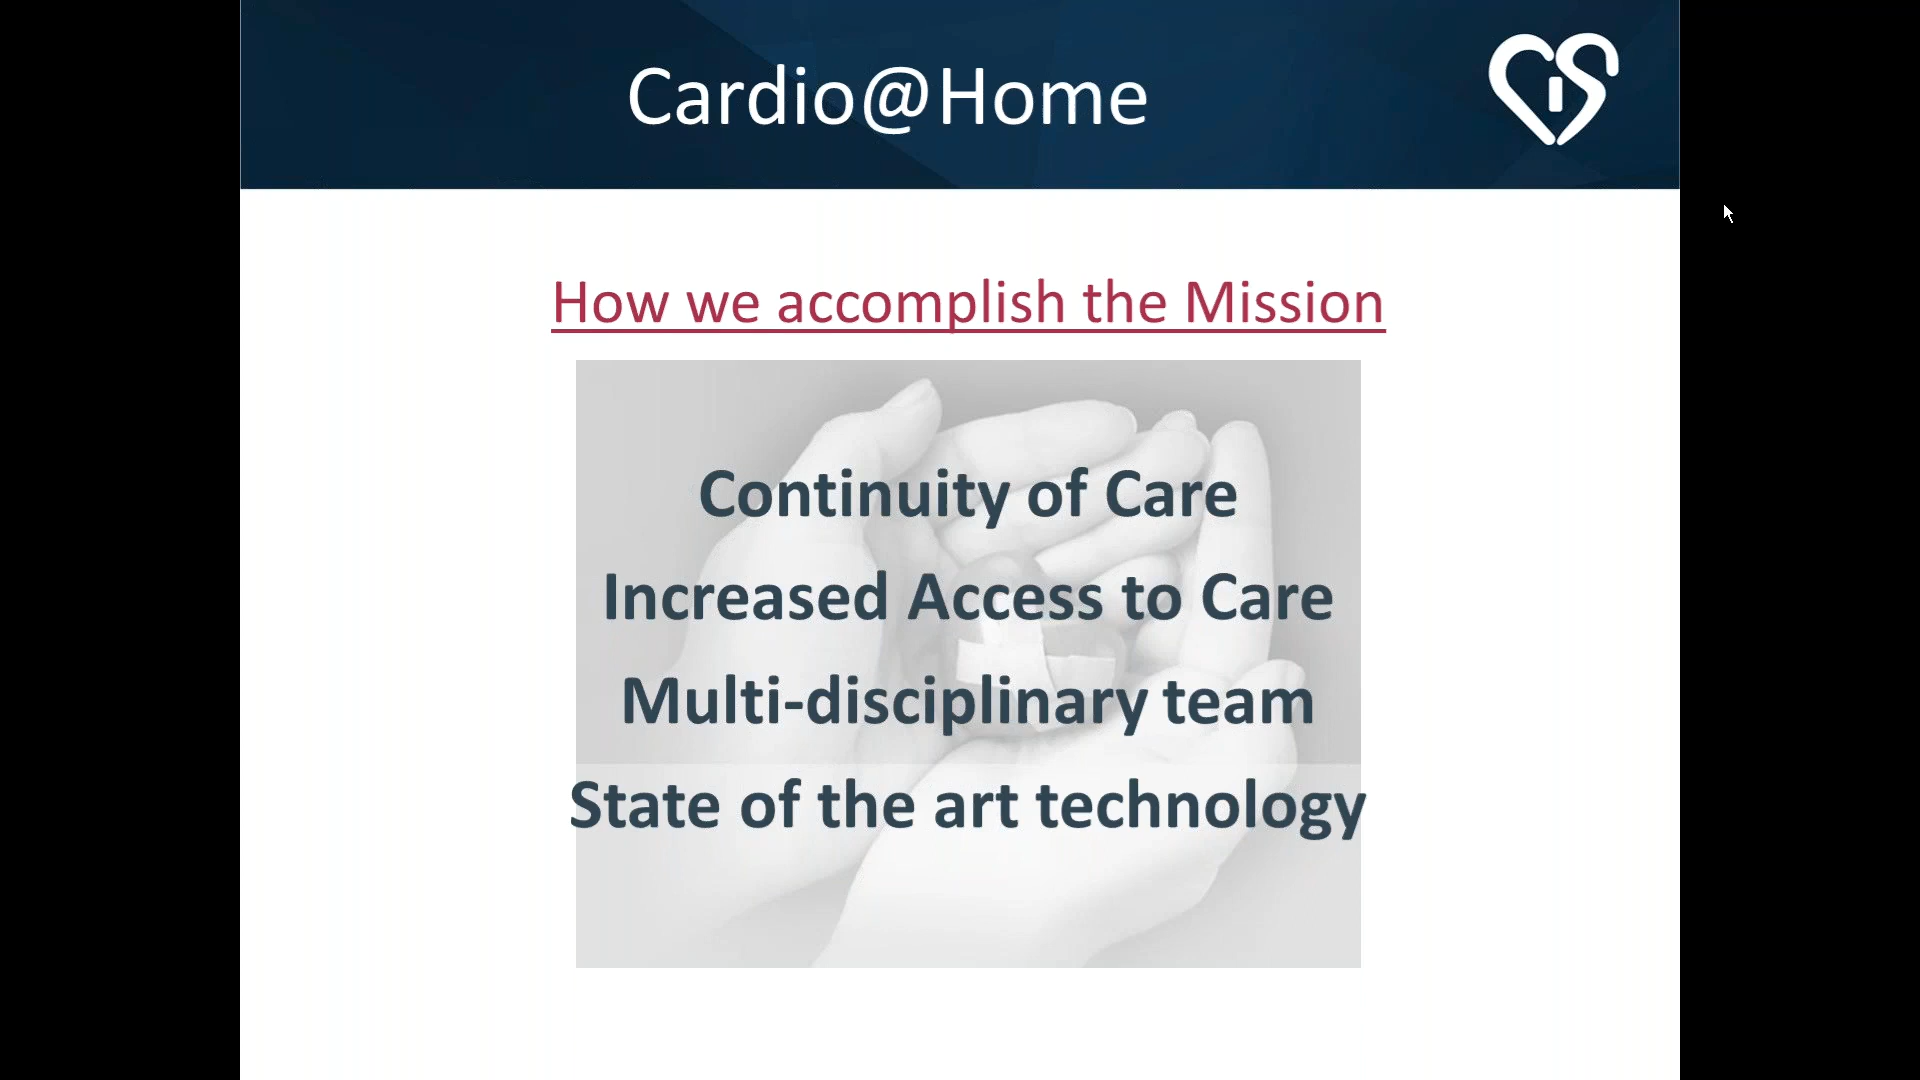 Cardio@Home
CIS
How we accomplish the Mission
Continuity of Care
Increased Access to Care
Multi-disciplinary team
State of the art technology